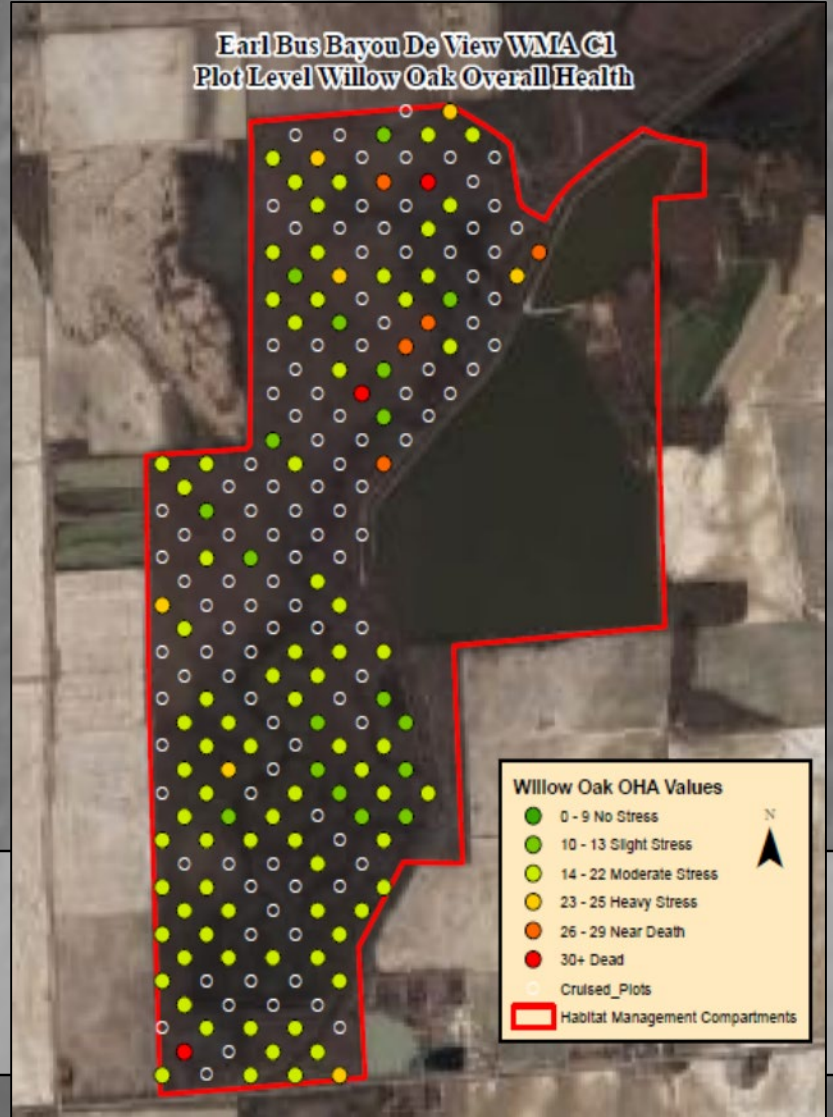 Earl Bus Bayou De View WMA C1
Plot Level Willow Oak Overall Health
Willow Oak OHA Values
N
0 - 9 No Stress
10 - 13 Slight Stress
14 - 22 Moderate Stress
23 - 25 Heavy Stress
26 - 29 Near Death
30+ Dead
Cruised_Plots
Habitat Management Compartments